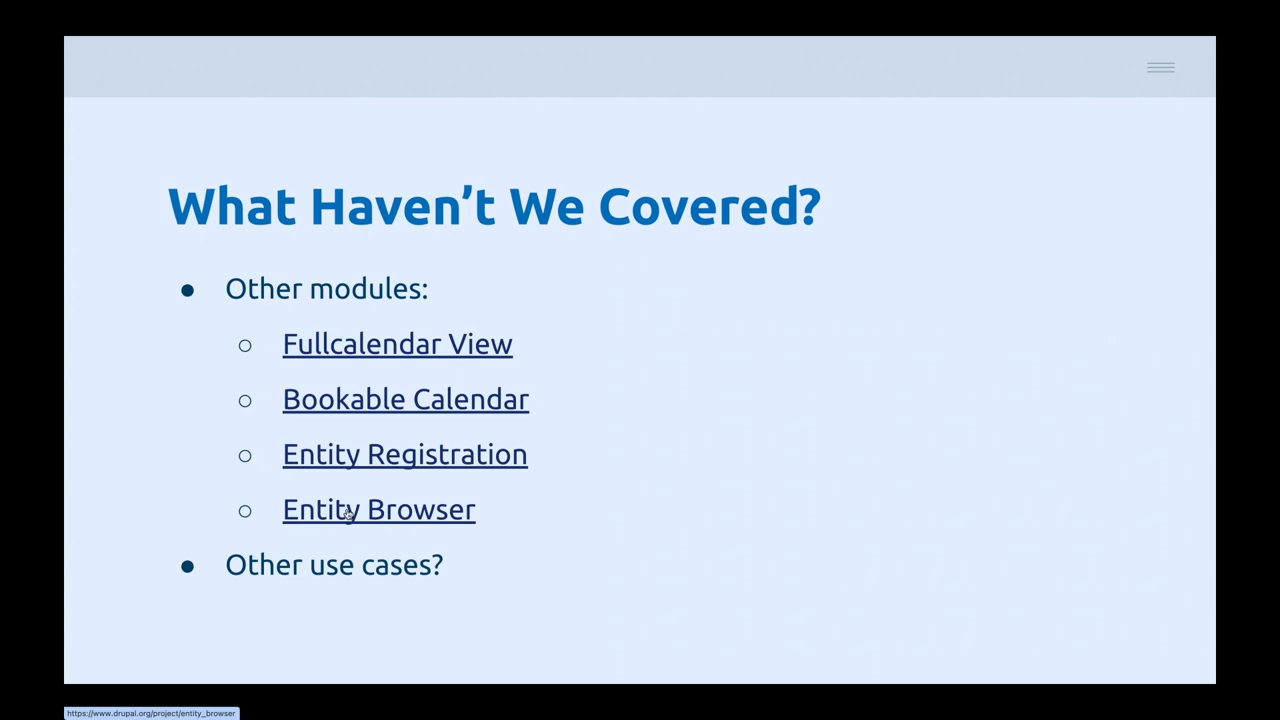 What Haven’t We Covered?
● Other modules:
○ Fullcalendar View
○ Bookable Calendar
○ Entity Registration
○ Entity Browser
● Other use cases?
https://www.drupal.org/project/entity_browser